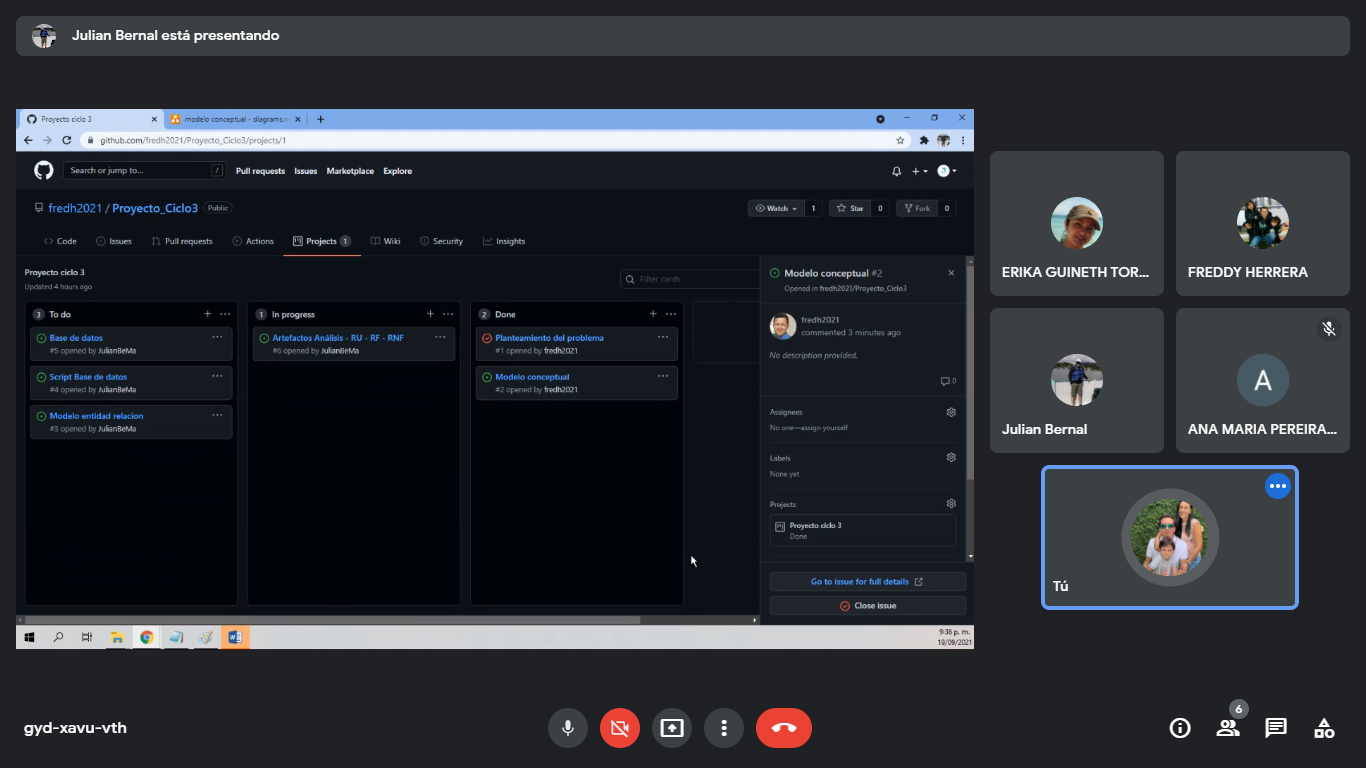 Julian Bernal está presentando
Proyecto ciclo 3
modelo conceptual - diagrams.n
github.com/fredh2021/Proyecto_Ciclo3/projects/1
Search or jump to...
/
Pull requests
Issues
Marketplace
Explore
fredh2021 / Proyecto_Ciclo3
Public
Watch
1
Star
0
Fork
0
Code
Issues
Pull requests
Actions
Projects 1
Wiki
Security
Insights
Proyecto ciclo 3
Updated 4 hours ago
Filter cards
3 To do
Base de datos
#5 opened by JulianBeMa
Script Base de datos
#4 opened by JulianBeMa
Modelo entidad relacion
#3 opened by JulianBeMa
1 In progress
Artefactos Análisis - RU - RF - RNF
#6 opened by JulianBeMa
2 Done
Planteamiento del problema
#1 opened by fredh2021
Modelo conceptual
#2 opened by fredh2021
Modelo conceptual #2
Opened in fredh2021/Proyecto_Ciclo3
fredh2021
commented 3 minutes ago
No description provided.
0
Assignees
No one—assign yourself
Labels
None yet
Projects
Proyecto ciclo 3
Done
Go to issue for full details
Close issue
9:36 p. m.
19/09/2021
ERIKA GUINETH TOR...
FREDDY HERRERA
Julian Bernal
A
ANA MARIA PEREIRA...
Tú
gyd-xavu-vth
6